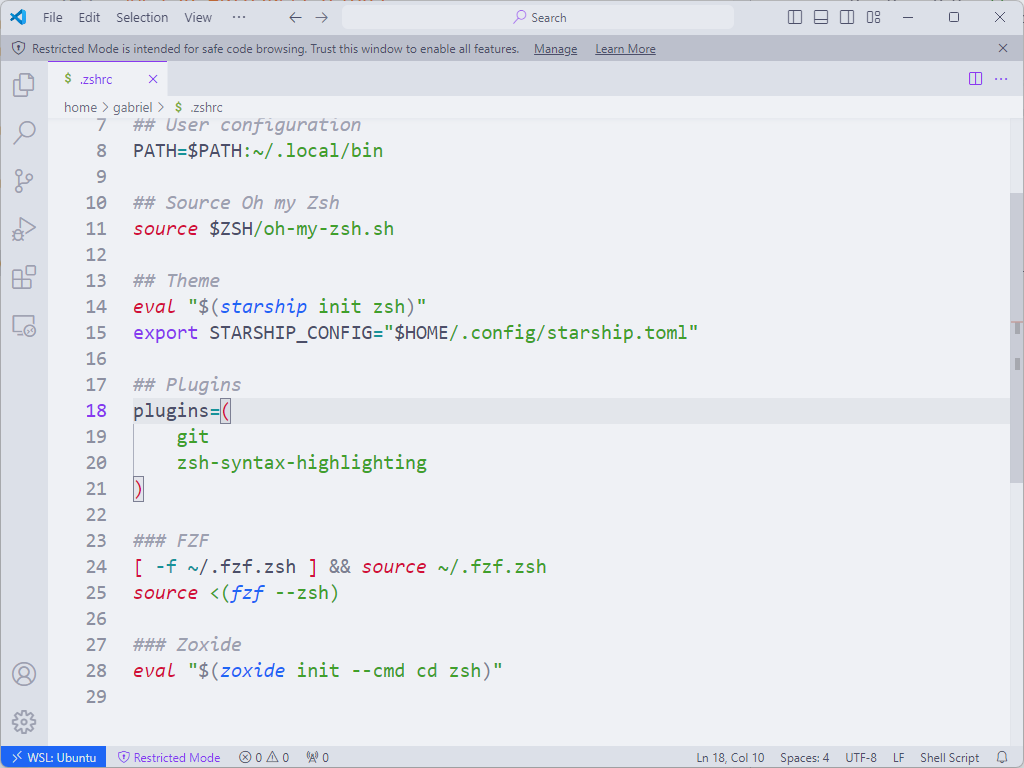 File Edit Selection View ··· Search
Restricted Mode is intended for safe code browsing. Trust this window to enable all features. Manage Learn More
$ .zshrc
home > gabriel > $ .zshrc
7 ## User configuration
8 PATH=$PATH:~/.local/bin
9
10 ## Source Oh my Zsh
11 source $ZSH/oh-my-zsh.sh
12
13 ## Theme
14 eval "$(starship init zsh)"
15 export STARSHIP_CONFIG="$HOME/.config/starship.toml"
16
17 ## Plugins
18 plugins=(
19     git
20     zsh-syntax-highlighting
21 )
22
23 ### FZF
24 [ -f ~/.fzf.zsh ] && source ~/.fzf.zsh
25 source <(fzf --zsh)
26
27 ### Zoxide
28 eval "$(zoxide init --cmd cd zsh)"
29
WSL: Ubuntu Restricted Mode 0 0 0 Ln 18, Col 10 Spaces: 4 UTF-8 LF Shell Script